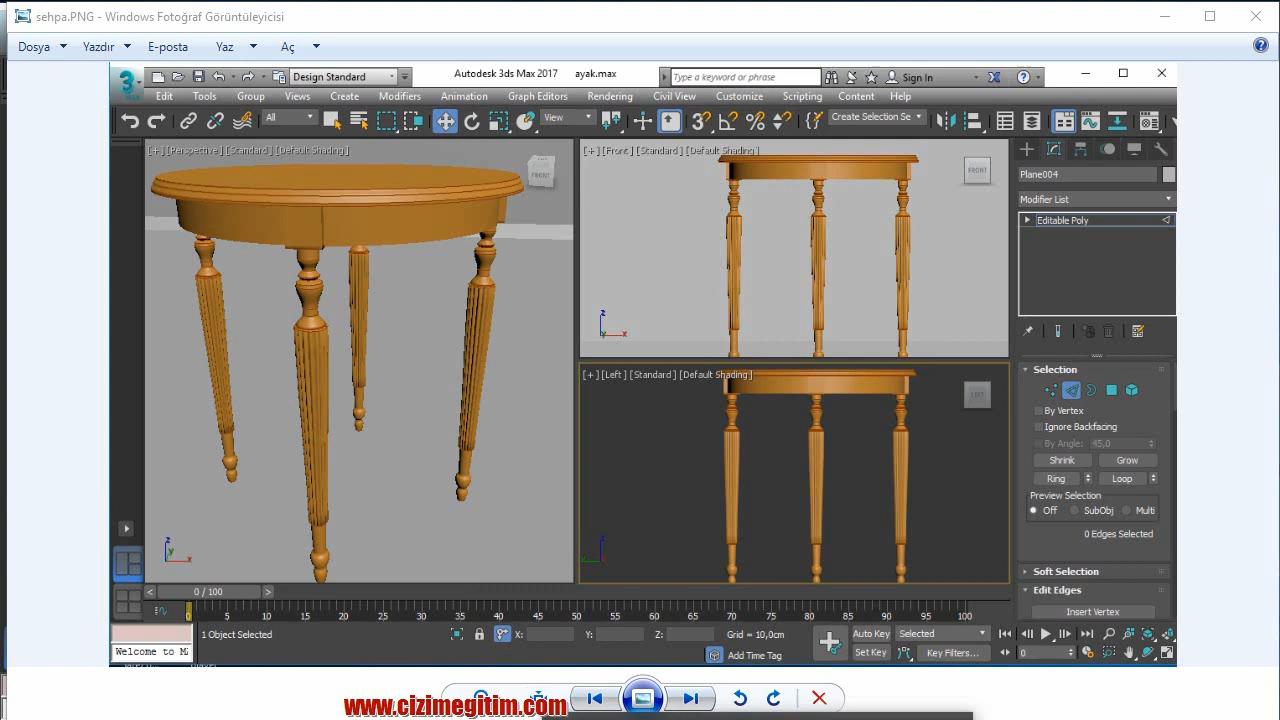 sehpa.PNG - Windows Fotoğraf Görüntüleyicisi
Dosya Yazdır E-posta Yaz Aç
Design Standard Autodesk 3ds Max 2017 ayak.max Type a keyword or phrase Sign In
Edit Tools Group Views Create Modifiers Animation Graph Editors Rendering Civil View Customize Scripting Content Help
All View Create Selection Se
[+] [Perspective] [Standard] [Default Shading]
FRONT
[+] [Front] [Standard] [Default Shading]
FRONT
Plane004
Modifier List
Editable Poly
z x
[+] [Left] [Standard] [Default Shading]
LEFT
Selection
By Vertex
Ignore Backfacing
By Angle: 45,0
Shrink Grow
Ring Loop
Preview Selection
Off SubObj Multi
0 Edges Selected
Soft Selection
Edit Edges
Insert Vertex
z y x
0 / 100
0 5 10 15 20 25 30 35 40 45 50 55 60 65 70 75 80 85 90 95 100
1 Object Selected X: Y: Z: Grid = 10,0cm Auto Key Selected
Welcome to MA Add Time Tag Set Key Key Filters... 0
www.cizimegitim.com